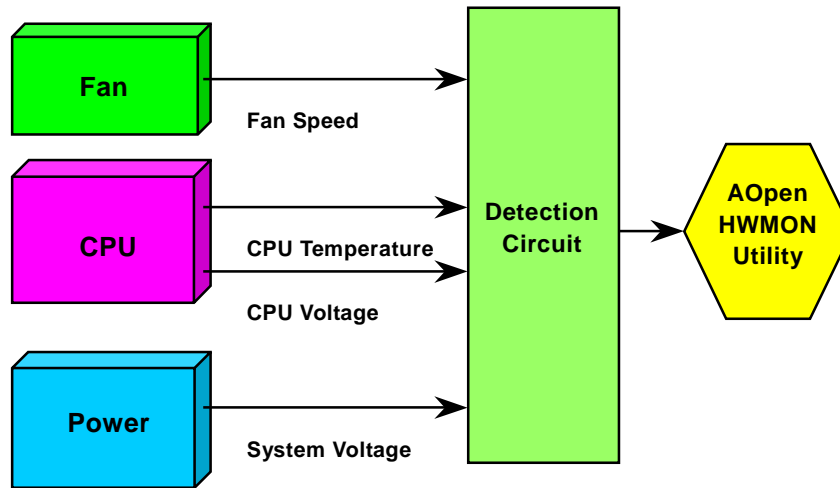 Fan
Fan Speed
CPU
CPU Temperature
CPU Voltage
Power
System Voltage
Detection
Circuit
AOpen
HWMON
Utility